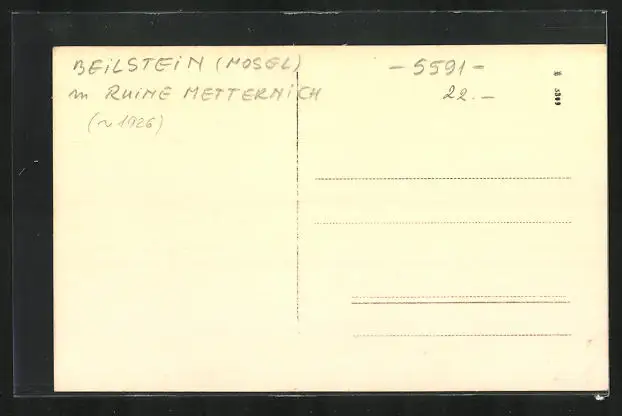 BEILSTEIN (MOSEL)
m RUINE METTERNICH
(~ 1926)
- 5591 -
22.-